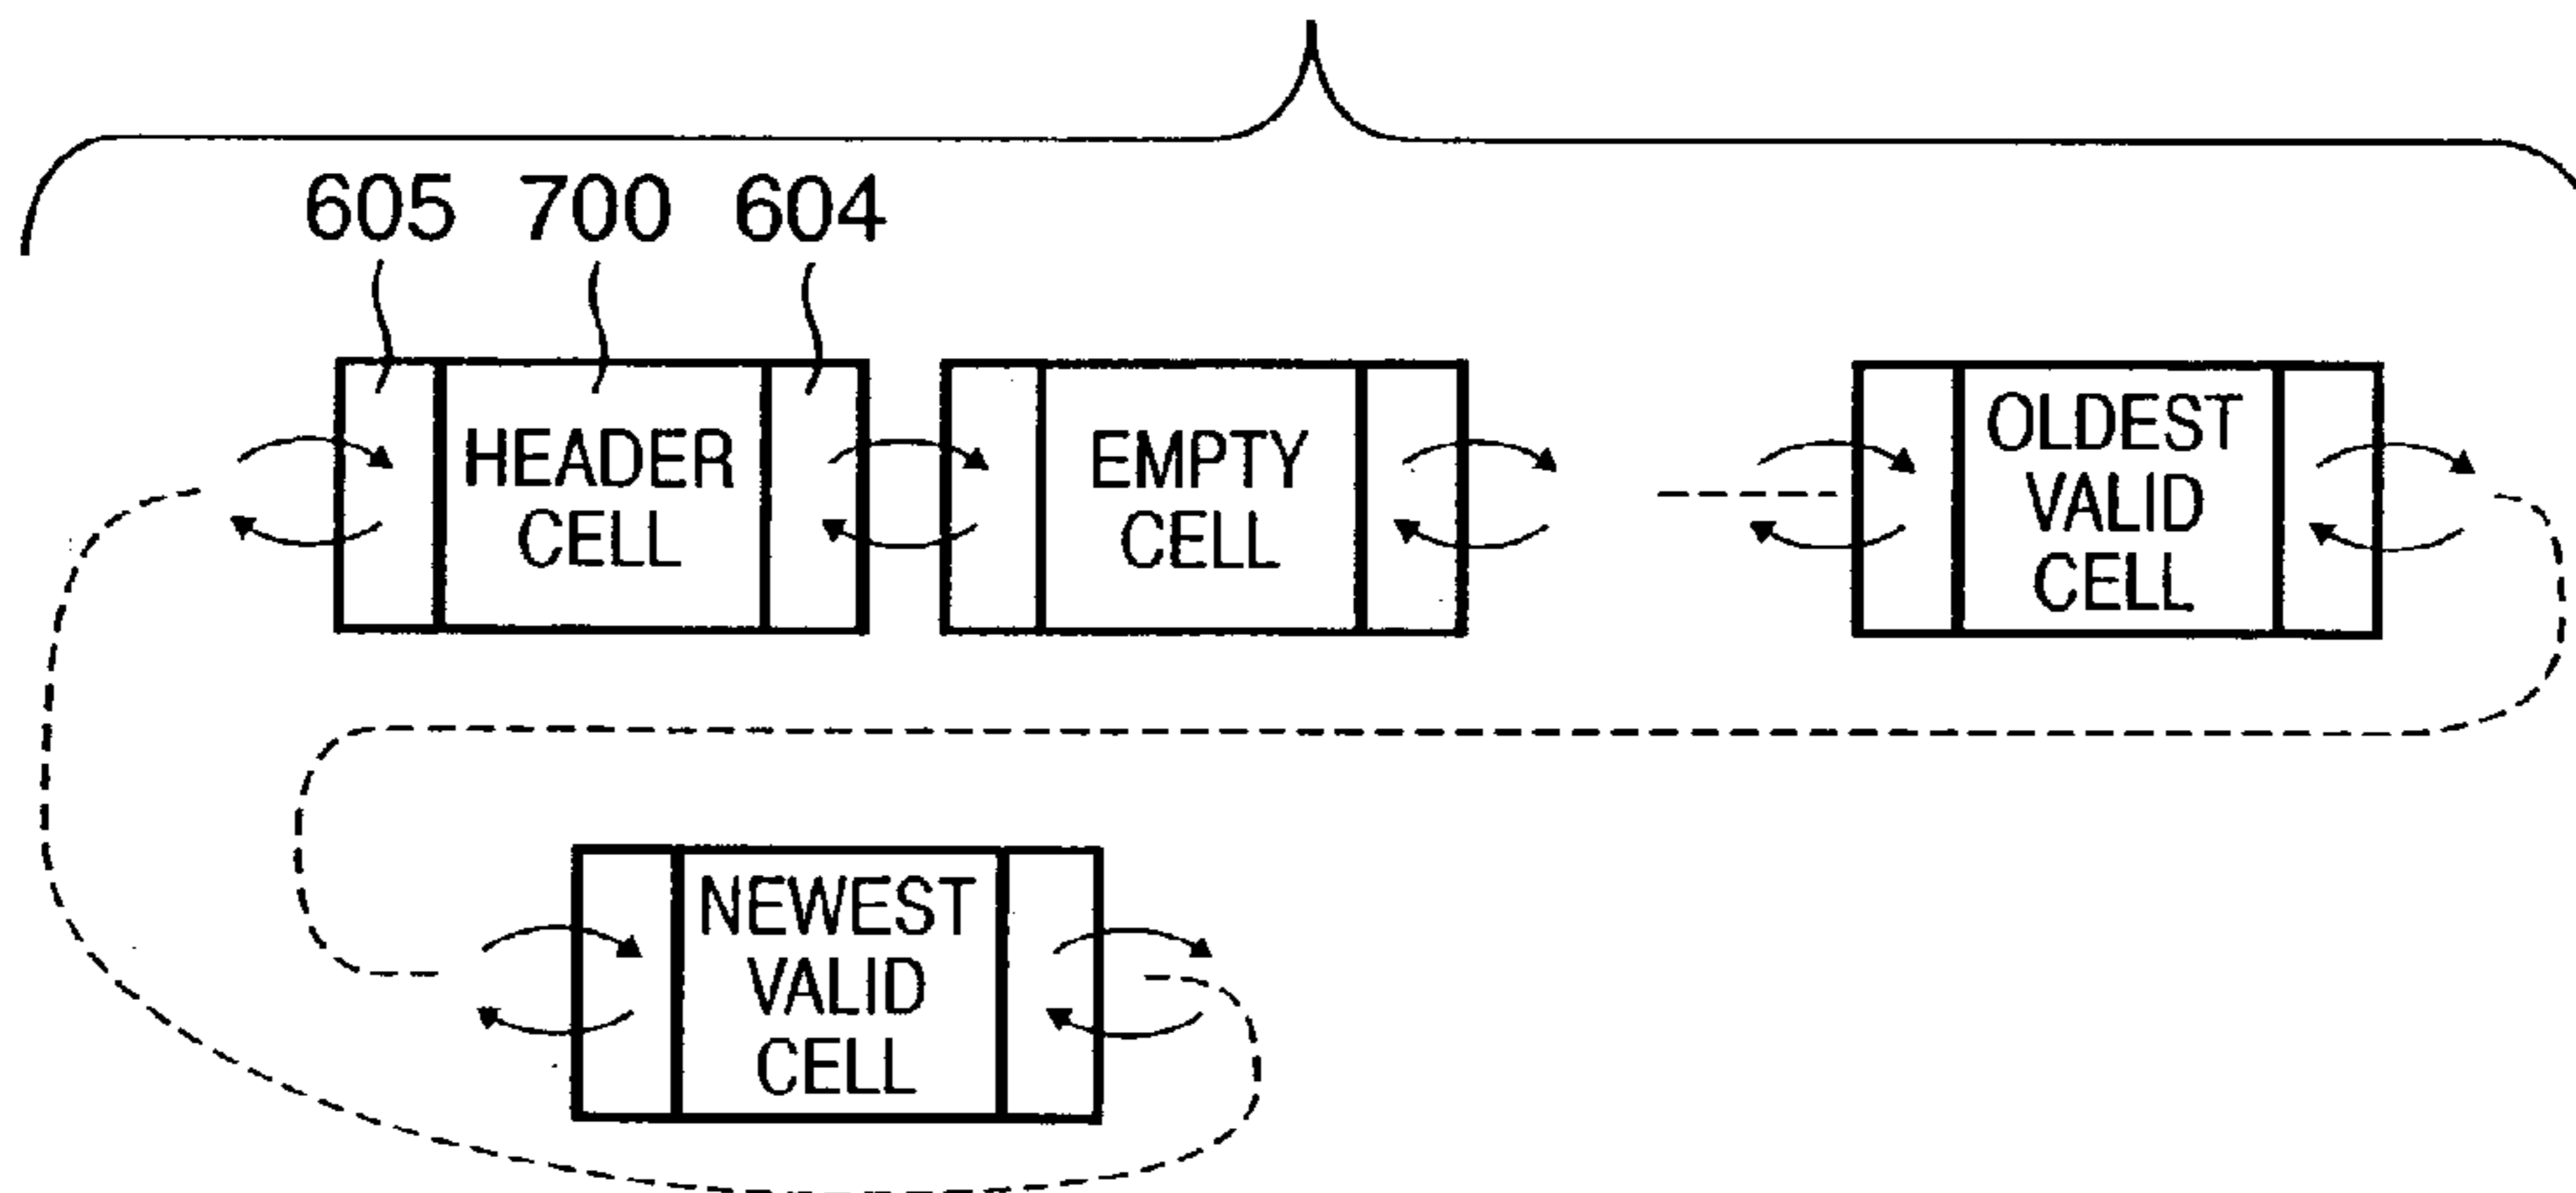 605 700 604
HEADER
CELL
EMPTY
CELL
OLDEST
VALID
CELL
NEWEST
VALID
CELL